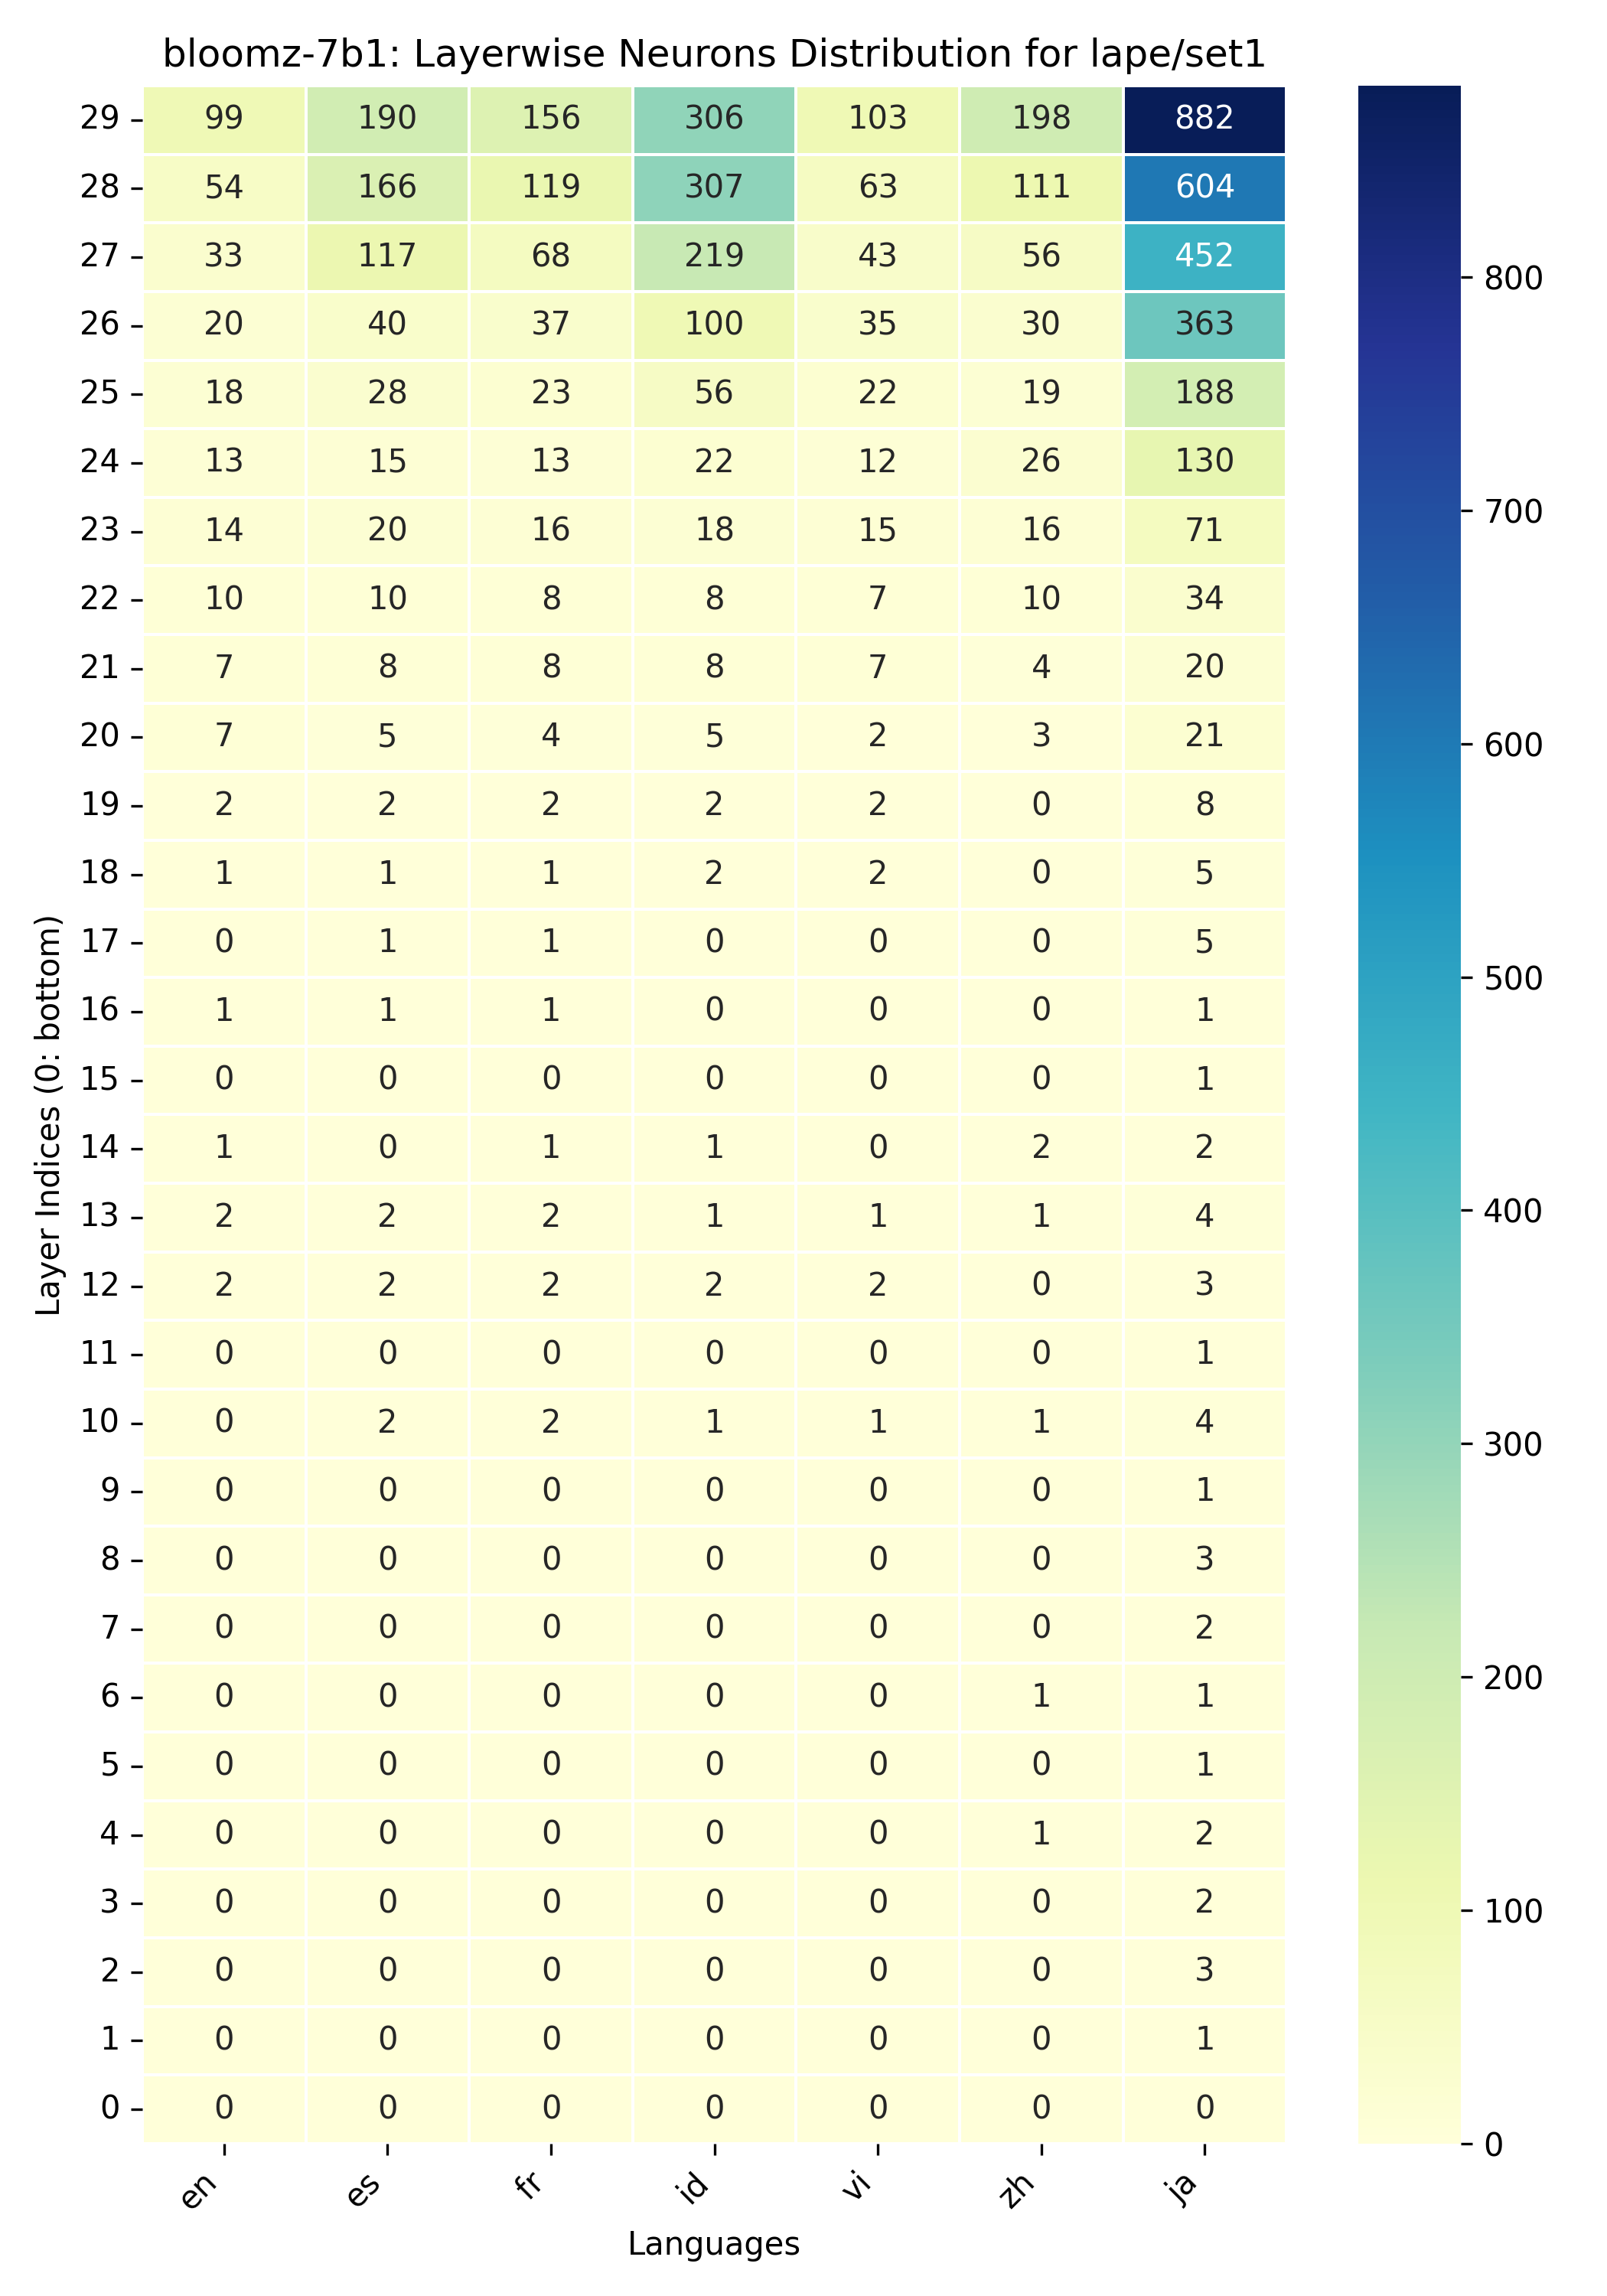 bloomz-7b1: Layerwise Neurons Distribution for lape/set1
29 99 190 156 306 103 198 882
28 54 166 119 307 63 111 604
27 33 117 68 219 43 56 452
26 20 40 37 100 35 30 363
25 18 28 23 56 22 19 188
24 13 15 13 22 12 26 130
23 14 20 16 18 15 16 71
22 10 10 8 8 7 10 34
21 7 8 8 8 7 4 20
20 7 5 4 5 2 3 21
19 2 2 2 2 2 0 8
18 1 1 1 2 2 0 5
17 0 1 1 0 0 0 5
16 1 1 1 0 0 0 1
15 0 0 0 0 0 0 1
14 1 0 1 1 0 2 2
13 2 2 2 1 1 1 4
12 2 2 2 2 2 0 3
11 0 0 0 0 0 0 1
10 0 2 2 1 1 1 4
9 0 0 0 0 0 0 1
8 0 0 0 0 0 0 3
7 0 0 0 0 0 0 2
6 0 0 0 0 0 1 1
5 0 0 0 0 0 0 1
4 0 0 0 0 0 1 2
3 0 0 0 0 0 0 2
2 0 0 0 0 0 0 3
1 0 0 0 0 0 0 1
0 0 0 0 0 0 0 0
en es fr id vi zh ja
Languages
Layer Indices (0: bottom)
800
700
600
500
400
300
200
100
0